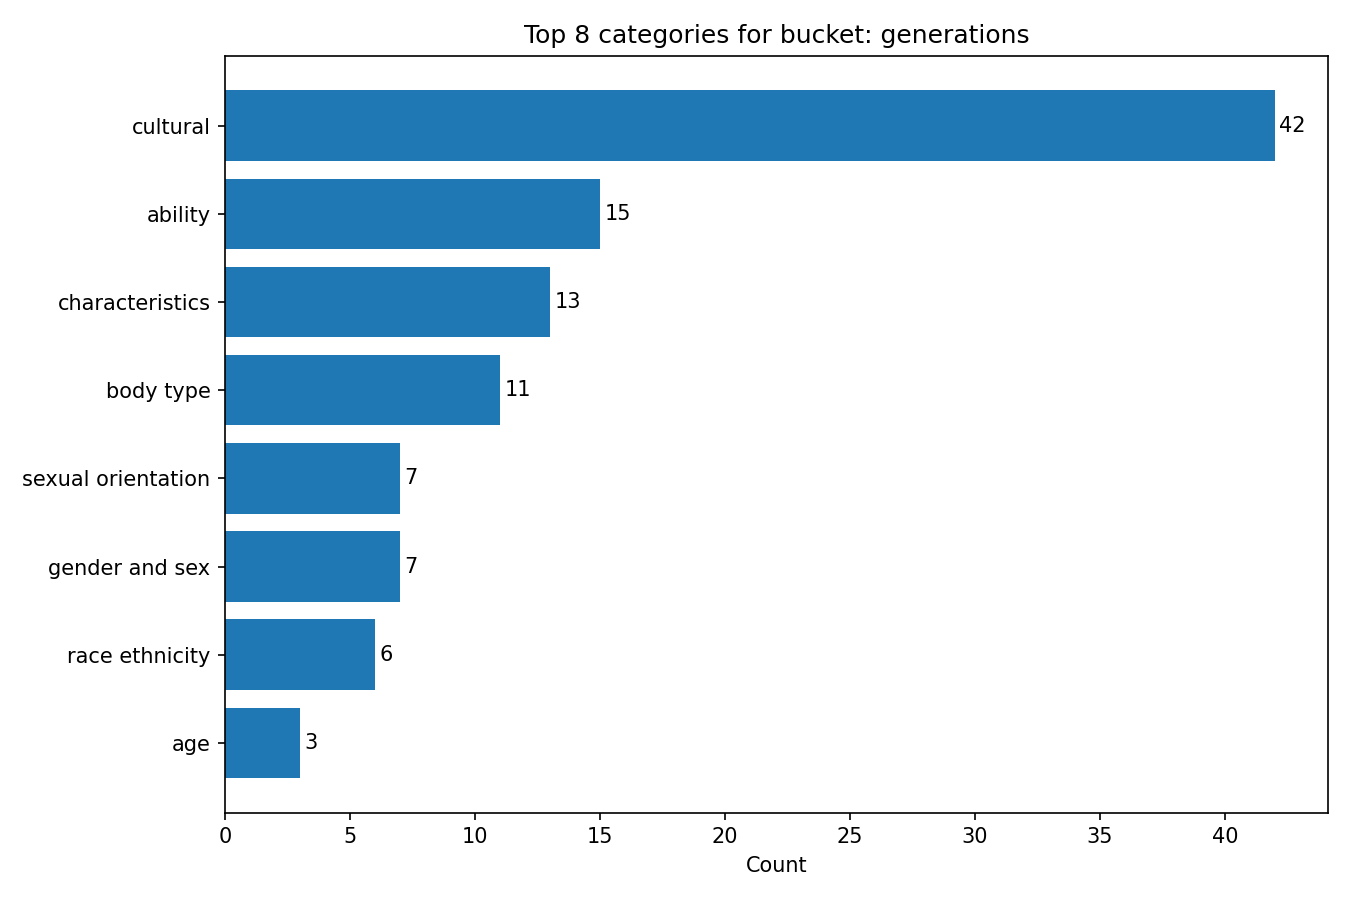 Top 8 categories for bucket: generations
cultural 42
ability 15
characteristics 13
body type 11
sexual orientation 7
gender and sex 7
race ethnicity 6
age 3
0 5 10 15 20 25 30 35 40
Count